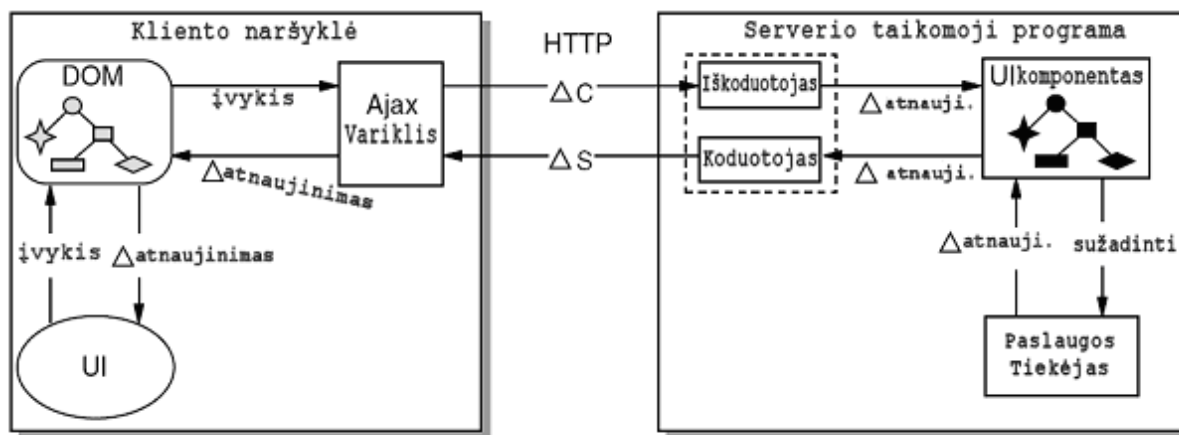 Kliento naršyklė
DOM
įvykis
Ajax
Variklis
△atnaujinimas
įvykis
△atnaujinimas
UI
HTTP
△C
△S
Serverio taikomoji programa
Iškoduotojas
△atnauji.
UIkomponentas
Koduotojas
△ atnauji.
△atnauji.
sužadinti
Paslaugos
Tiekėjas